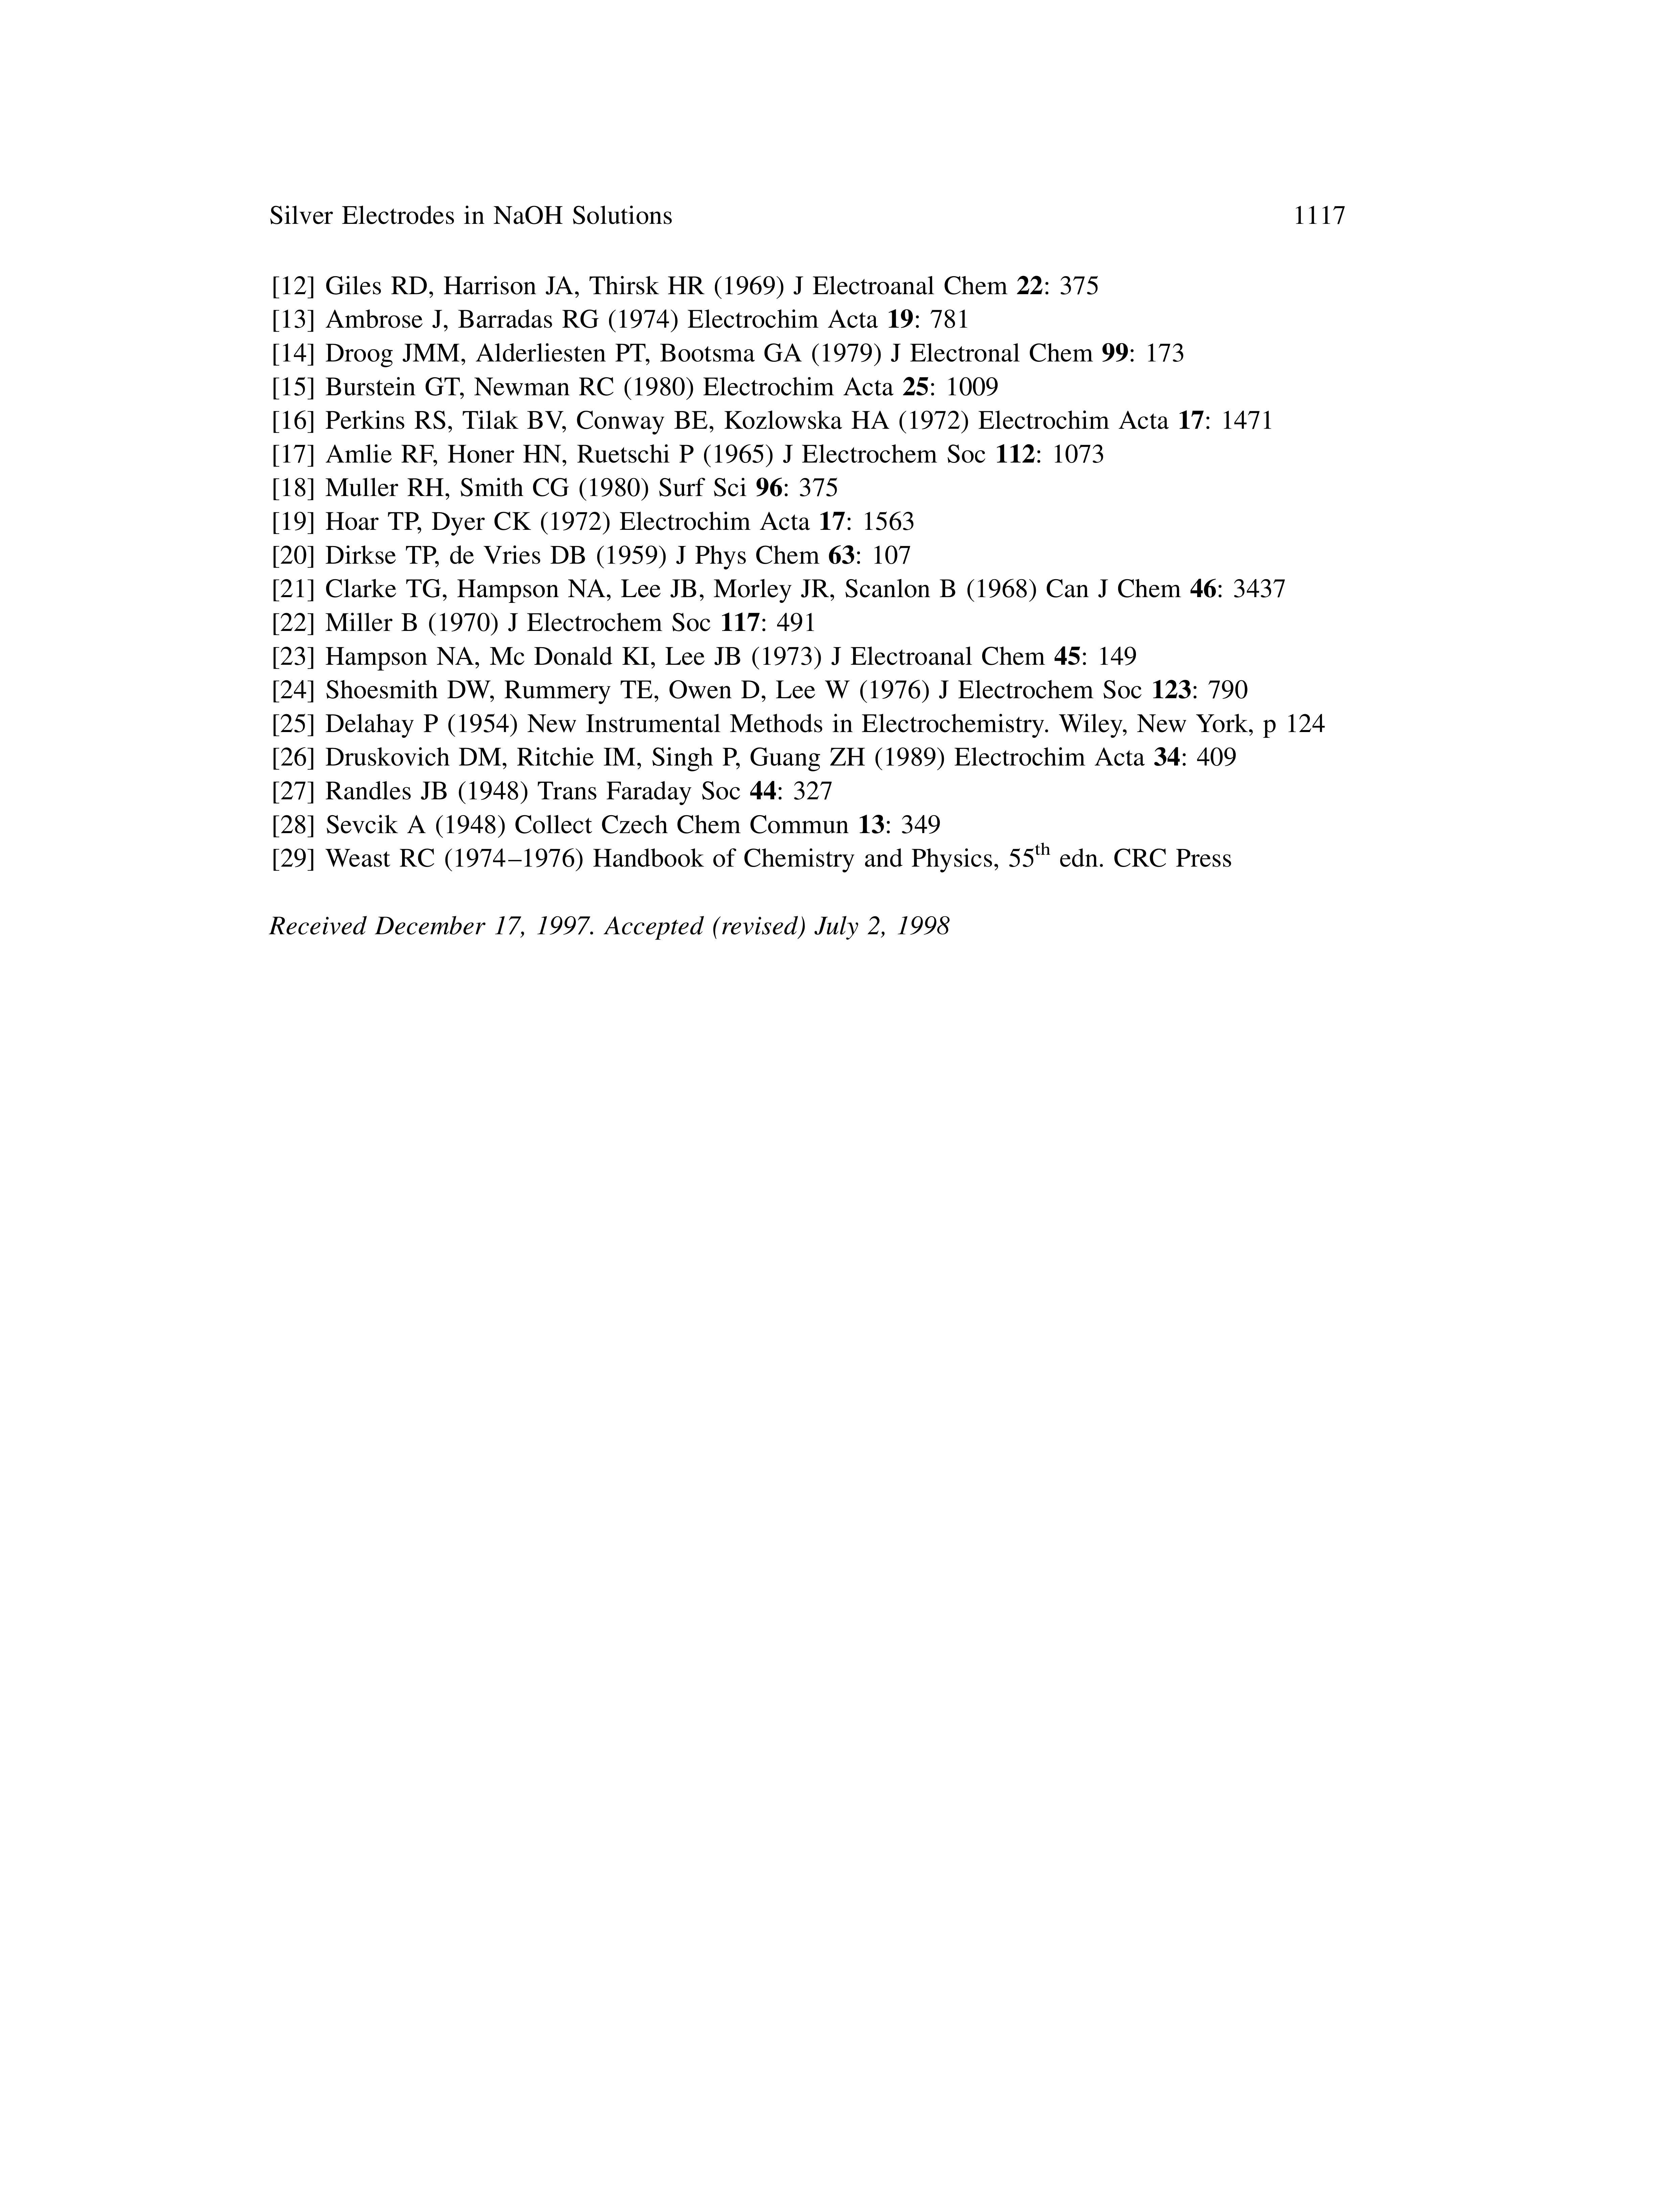 Silver Electrodes in NaOH Solutions 1117
[12] Giles RD, Harrison JA, Thirsk HR (1969) J Electroanal Chem 22: 375
[13] Ambrose J, Barradas RG (1974) Electrochim Acta 19: 781
[14] Droog JMM, Alderliesten PT, Bootsma GA (1979) J Electronal Chem 99: 173
[15] Burstein GT, Newman RC (1980) Electrochim Acta 25: 1009
[16] Perkins RS, Tilak BV, Conway BE, Kozlowska HA (1972) Electrochim Acta 17: 1471
[17] Amlie RF, Honer HN, Ruetschi P (1965) J Electrochem Soc 112: 1073
[18] Muller RH, Smith CG (1980) Surf Sci 96: 375
[19] Hoar TP, Dyer CK (1972) Electrochim Acta 17: 1563
[20] Dirkse TP, de Vries DB (1959) J Phys Chem 63: 107
[21] Clarke TG, Hampson NA, Lee JB, Morley JR, Scanlon B (1968) Can J Chem 46: 3437
[22] Miller B (1970) J Electrochem Soc 117: 491
[23] Hampson NA, Mc Donald KI, Lee JB (1973) J Electroanal Chem 45: 149
[24] Shoesmith DW, Rummery TE, Owen D, Lee W (1976) J Electrochem Soc 123: 790
[25] Delahay P (1954) New Instrumental Methods in Electrochemistry. Wiley, New York, p 124
[26] Druskovich DM, Ritchie IM, Singh P, Guang ZH (1989) Electrochim Acta 34: 409
[27] Randles JB (1948) Trans Faraday Soc 44: 327
[28] Sevcik A (1948) Collect Czech Chem Commun 13: 349
[29] Weast RC (1974–1976) Handbook of Chemistry and Physics, 55th edn. CRC Press
Received December 17, 1997. Accepted (revised) July 2, 1998